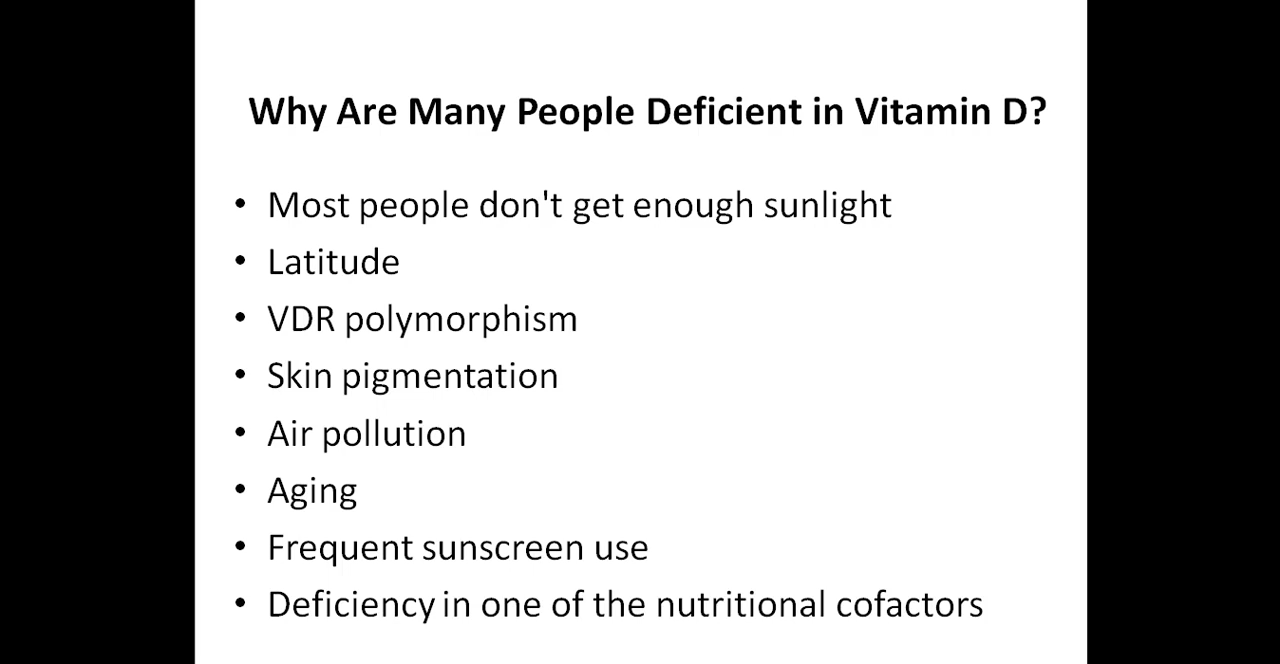 Why Are Many People Deficient in Vitamin D?
• Most people don't get enough sunlight
• Latitude
• VDR polymorphism
• Skin pigmentation
• Air pollution
• Aging
• Frequent sunscreen use
• Deficiency in one of the nutritional cofactors